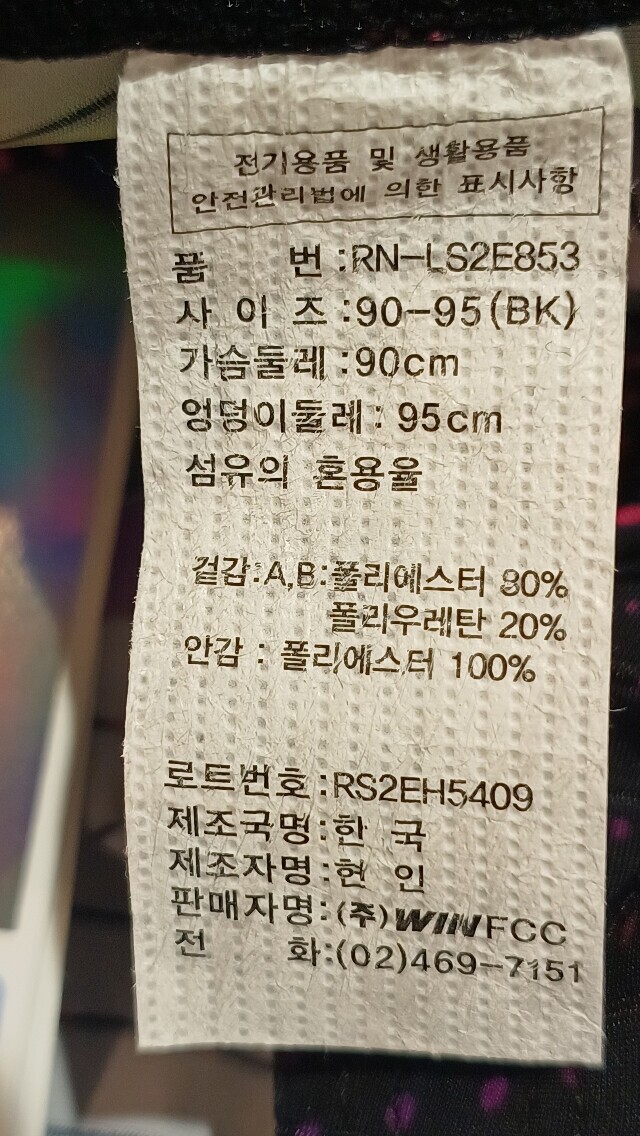 전기용품 및 생활용품
안전관리법에 의한 표시사항
품 번:RN-LS2E853
사 이 즈:90-95(BK)
가슴둘레:90cm
엉덩이둘레: 95cm
섬유의 혼용율
겉감:A,B:폴리에스터 80%
폴리우레탄 20%
안감 : 폴리에스터 100%
로트번호:RS2EH5409
제조국명:한 국
제조자명:현 인
판매자명:(주)WINFCC
전 화:(02)469-7151